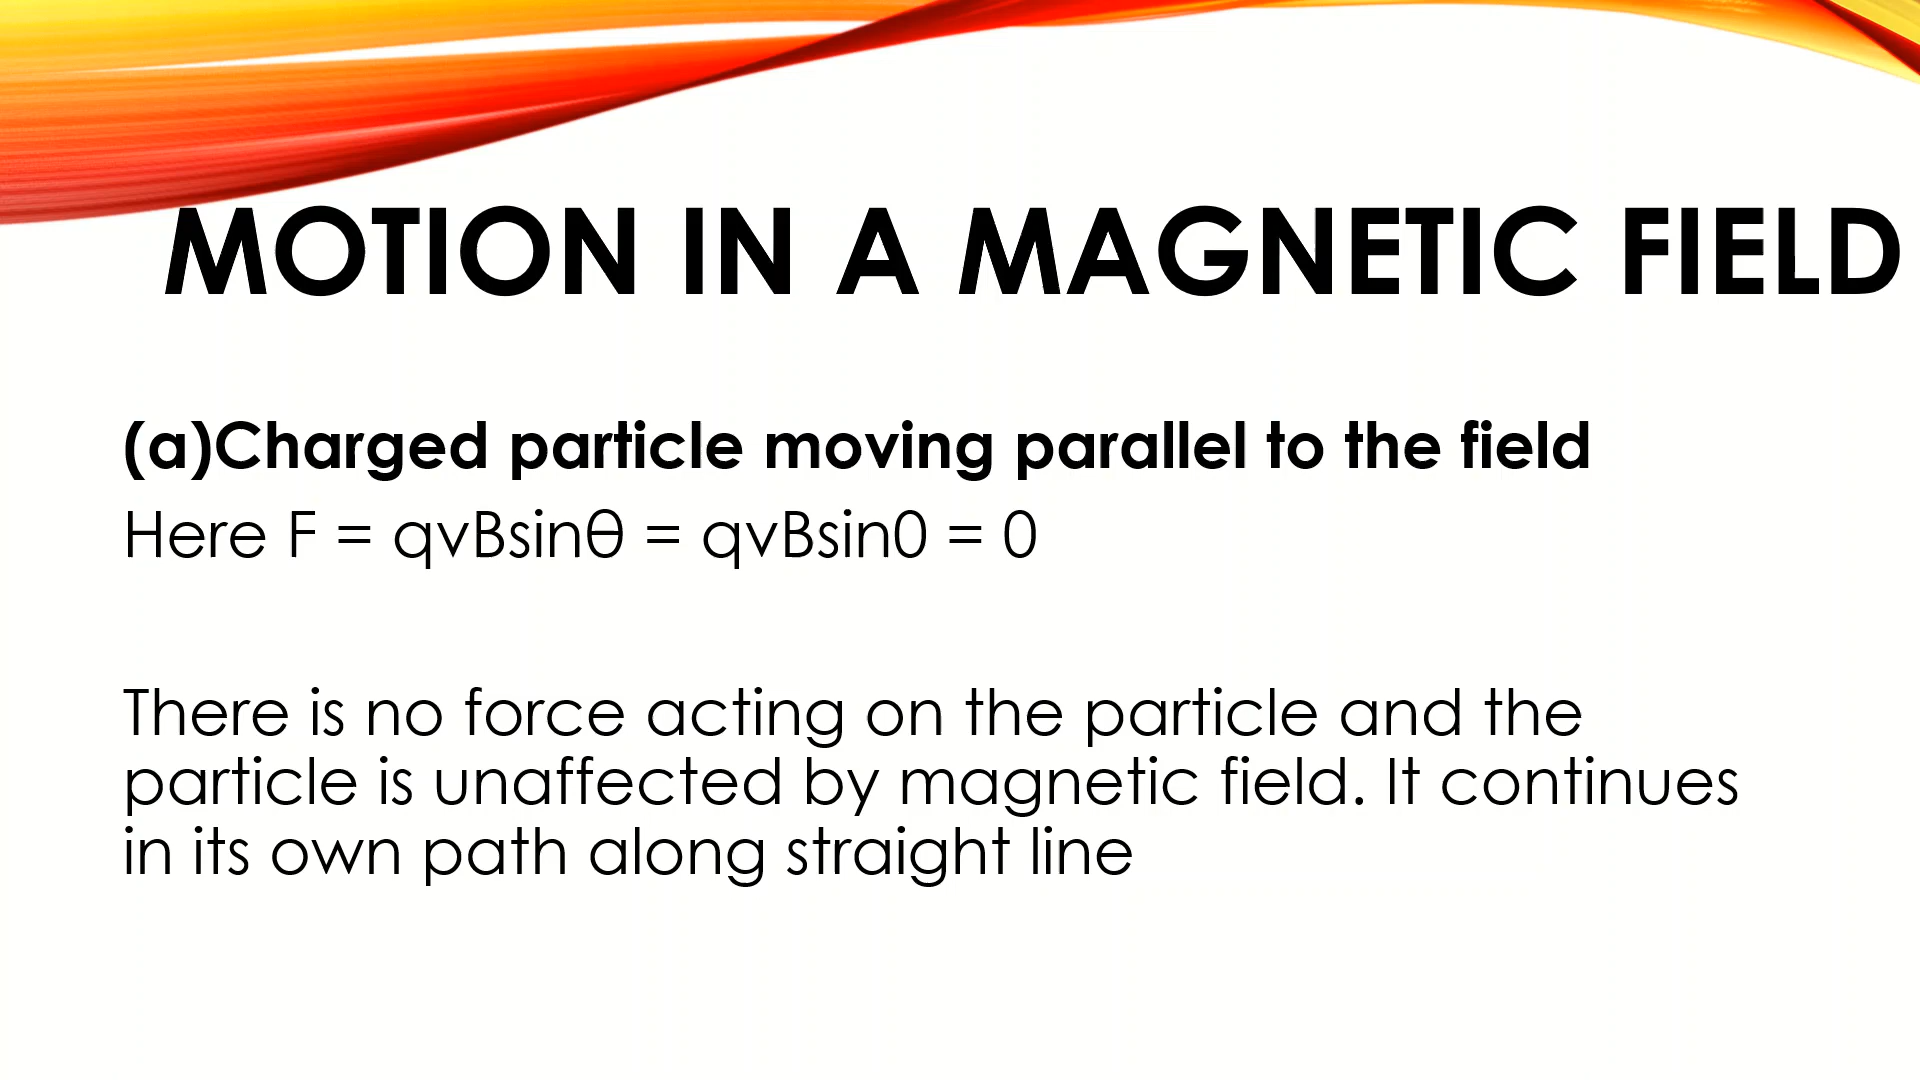 MOTION IN A MAGNETIC FIELD
(a)Charged particle moving parallel to the field
Here F = qvBsinθ = qvBsin0 = 0
There is no force acting on the particle and the
particle is unaffected by magnetic field. It continues
in its own path along straight line